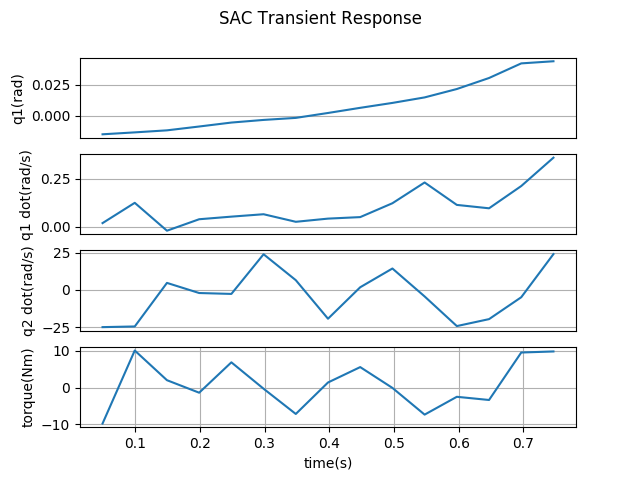 SAC Transient Response
q1(rad)
0.025
0.000
q1 dot(rad/s)
0.25
0.00
q2 dot(rad/s)
25
0
−25
torque(Nm)
10
0
−10
0.1 0.2 0.3 0.4 0.5 0.6 0.7
time(s)